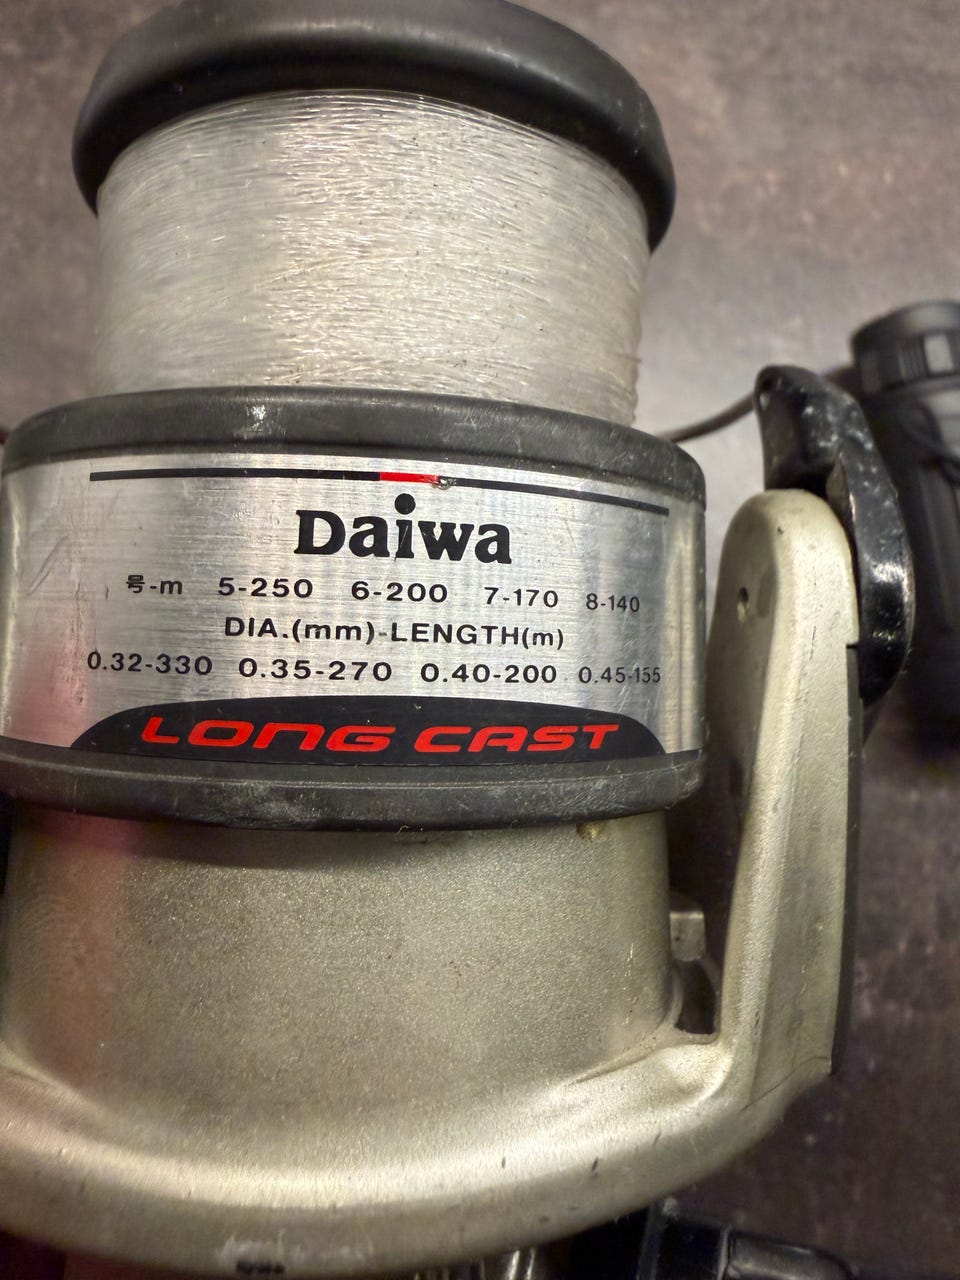 Daiwa
号-m 5-250 6-200 7-170 8-140
DIA.(mm)-LENGTH(m)
0.32-330 0.35-270 0.40-200 0.45-155
LONG CAST